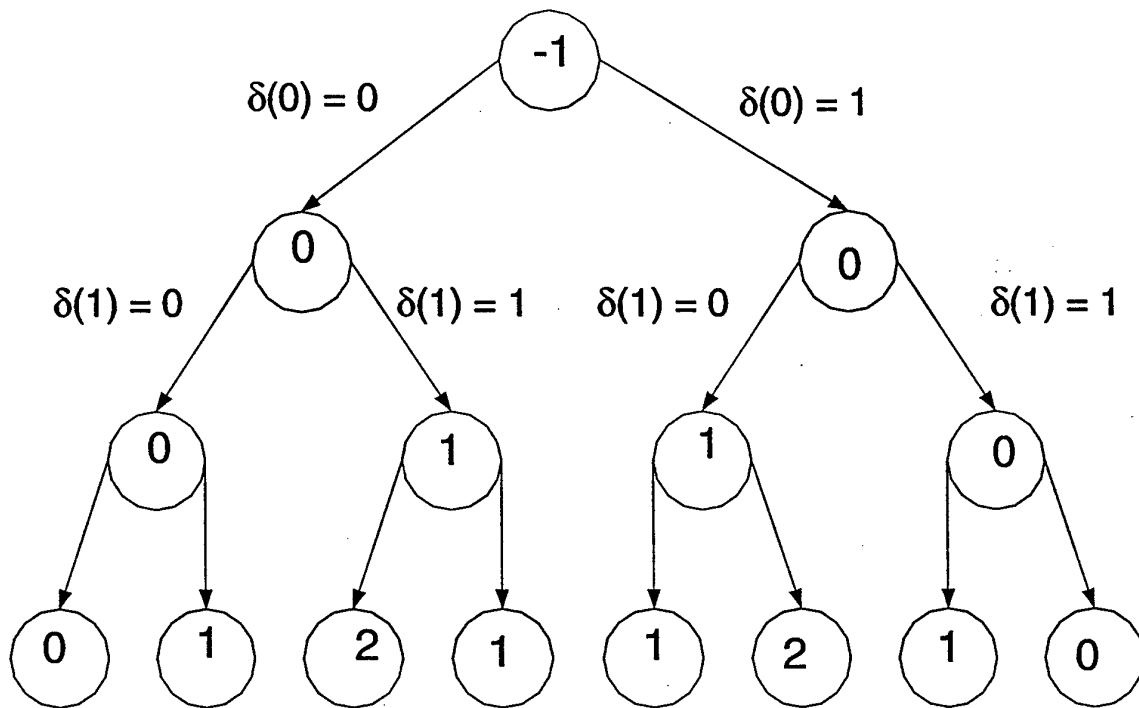 -1
δ(0) = 0 δ(0) = 1
0 0
δ(1) = 0 δ(1) = 1 δ(1) = 0 δ(1) = 1
0 1 1 0
0 1 2 1 1 2 1 0